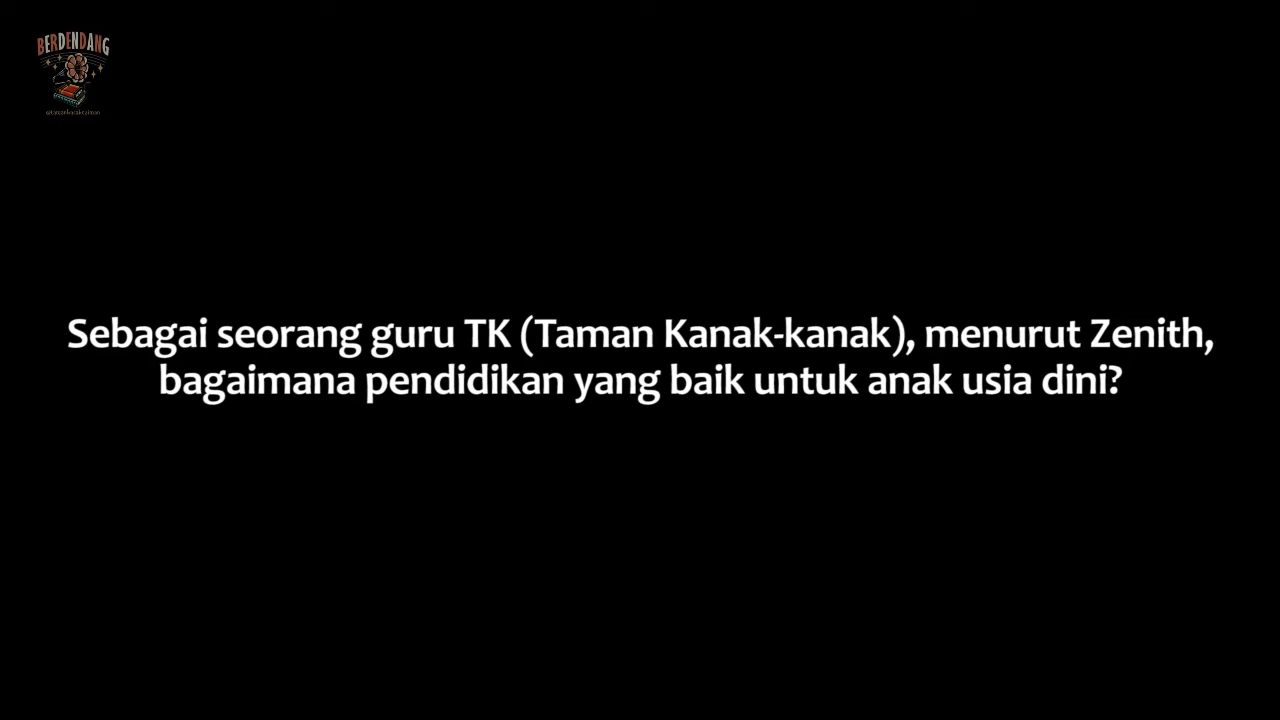 BERDENDANG
Sebagai seorang guru TK (Taman Kanak-kanak), menurut Zenith,
bagaimana pendidikan yang baik untuk anak usia dini?